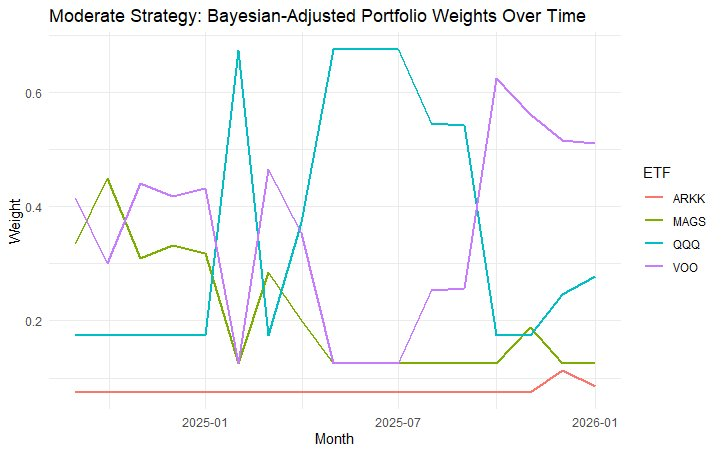 Moderate Strategy: Bayesian-Adjusted Portfolio Weights Over Time
0.6
0.4
0.2
Weight
2025-01
2025-07
2026-01
Month
ETF
ARKK
MAGS
QQQ
VOO